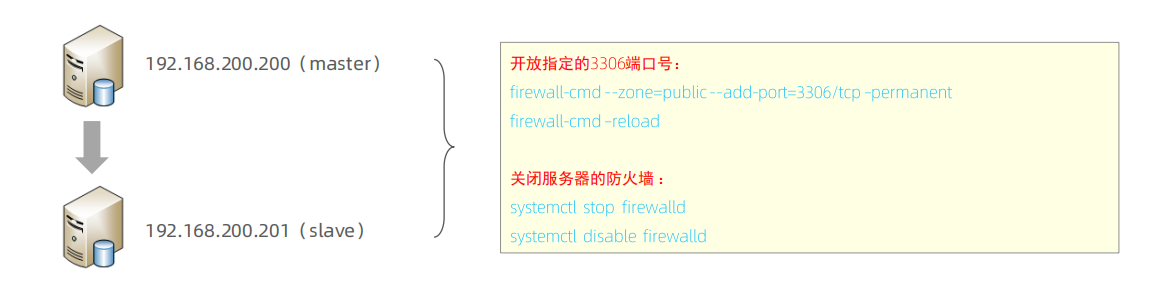 192.168.200.200（master）
开放指定的3306端口号：
firewall-cmd --zone=public --add-port=3306/tcp –permanent
firewall-cmd –reload
关闭服务器的防火墙：
systemctl stop firewalld
192.168.200.201（slave）
systemctl disable firewalld